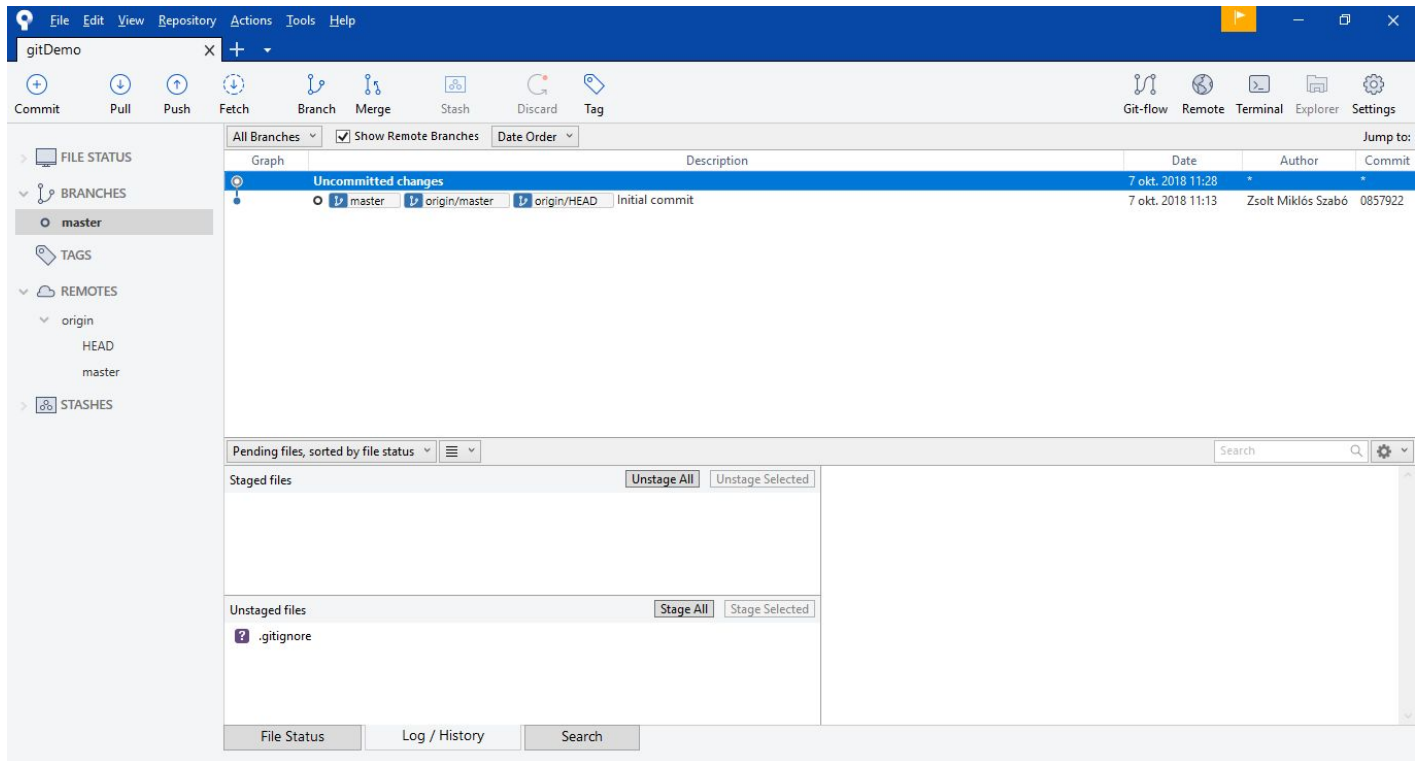 File Edit View Repository Actions Tools Help
gitDemo
Commit Pull Push Fetch Branch Merge Stash Discard Tag Git-flow Remote Terminal Explorer Settings
All Branches Show Remote Branches Date Order Jump to:
FILE STATUS
BRANCHES
master
TAGS
REMOTES
origin
HEAD
master
STASHES
Graph Description Date Author Commit
Uncommitted changes 7 okt. 2018 11:28 * *
master origin/master origin/HEAD Initial commit 7 okt. 2018 11:13 Zsolt Miklós Szabó 0857922
Pending files, sorted by file status Search
Staged files Unstage All Unstage Selected
Unstaged files Stage All Stage Selected
? .gitignore
File Status Log / History Search